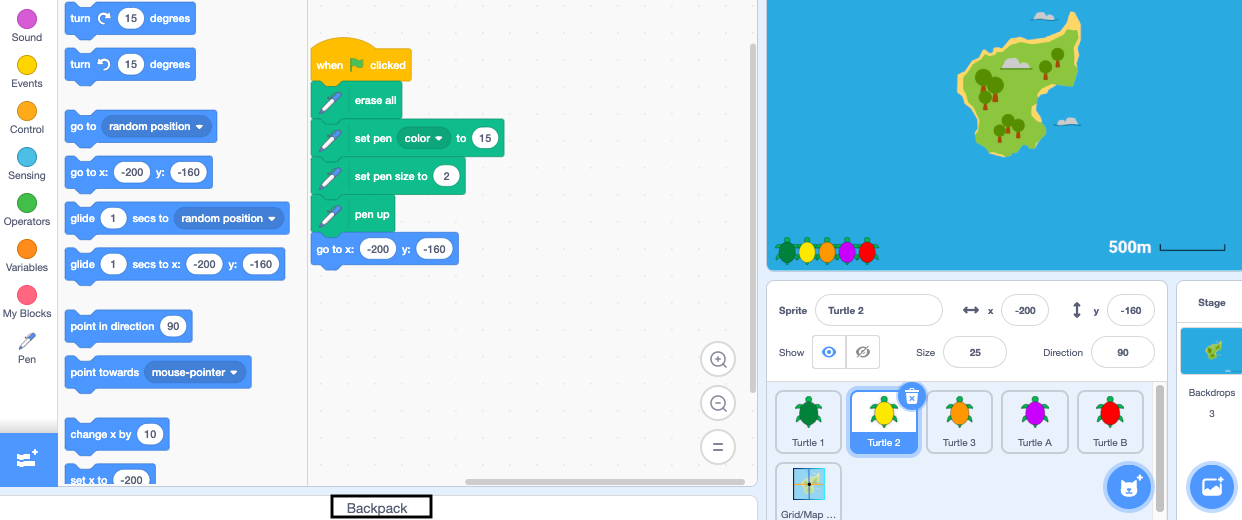 Sound
Events
Control
Sensing
Operators
Variables
My Blocks
Pen
turn 15 degrees
turn 15 degrees
go to random position
go to x: -200 y: -160
glide 1 secs to random position
glide 1 secs to x: -200 y: -160
point in direction 90
point towards mouse-pointer
change x by 10
set x to -200
when clicked
erase all
set pen color to 15
set pen size to 2
pen up
go to x: -200 y: -160
Backpack
500m
Sprite Turtle 2 x -200 y -160
Show Size 25 Direction 90
Turtle 1
Turtle 2
Turtle 3
Turtle A
Turtle B
Grid/Map ...
Stage
Backdrops
3